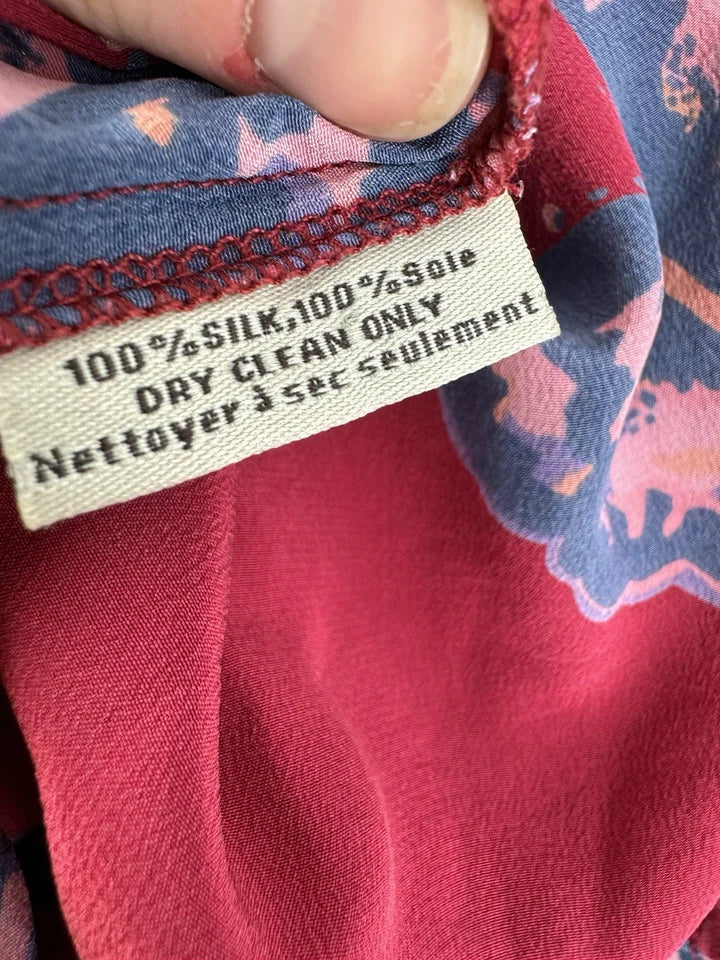 100%SILK,100%Soie
DRY CLEAN ONLY
Nettoyer à sec seulement